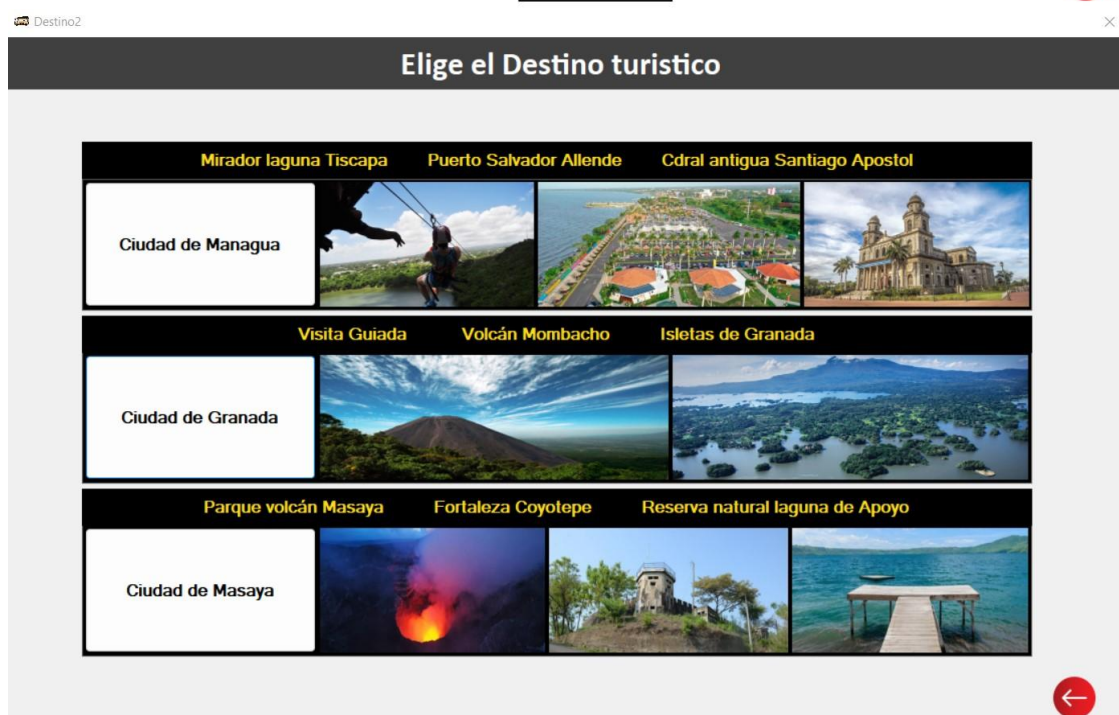 Destino2
Elige el Destino turistico
Mirador laguna Tiscapa Puerto Salvador Allende Cdral antigua Santiago Apostol
Ciudad de Managua
Visita Guiada Volcán Mombacho Isletas de Granada
Ciudad de Granada
Parque volcán Masaya Fortaleza Coyotepe Reserva natural laguna de Apoyo
Ciudad de Masaya